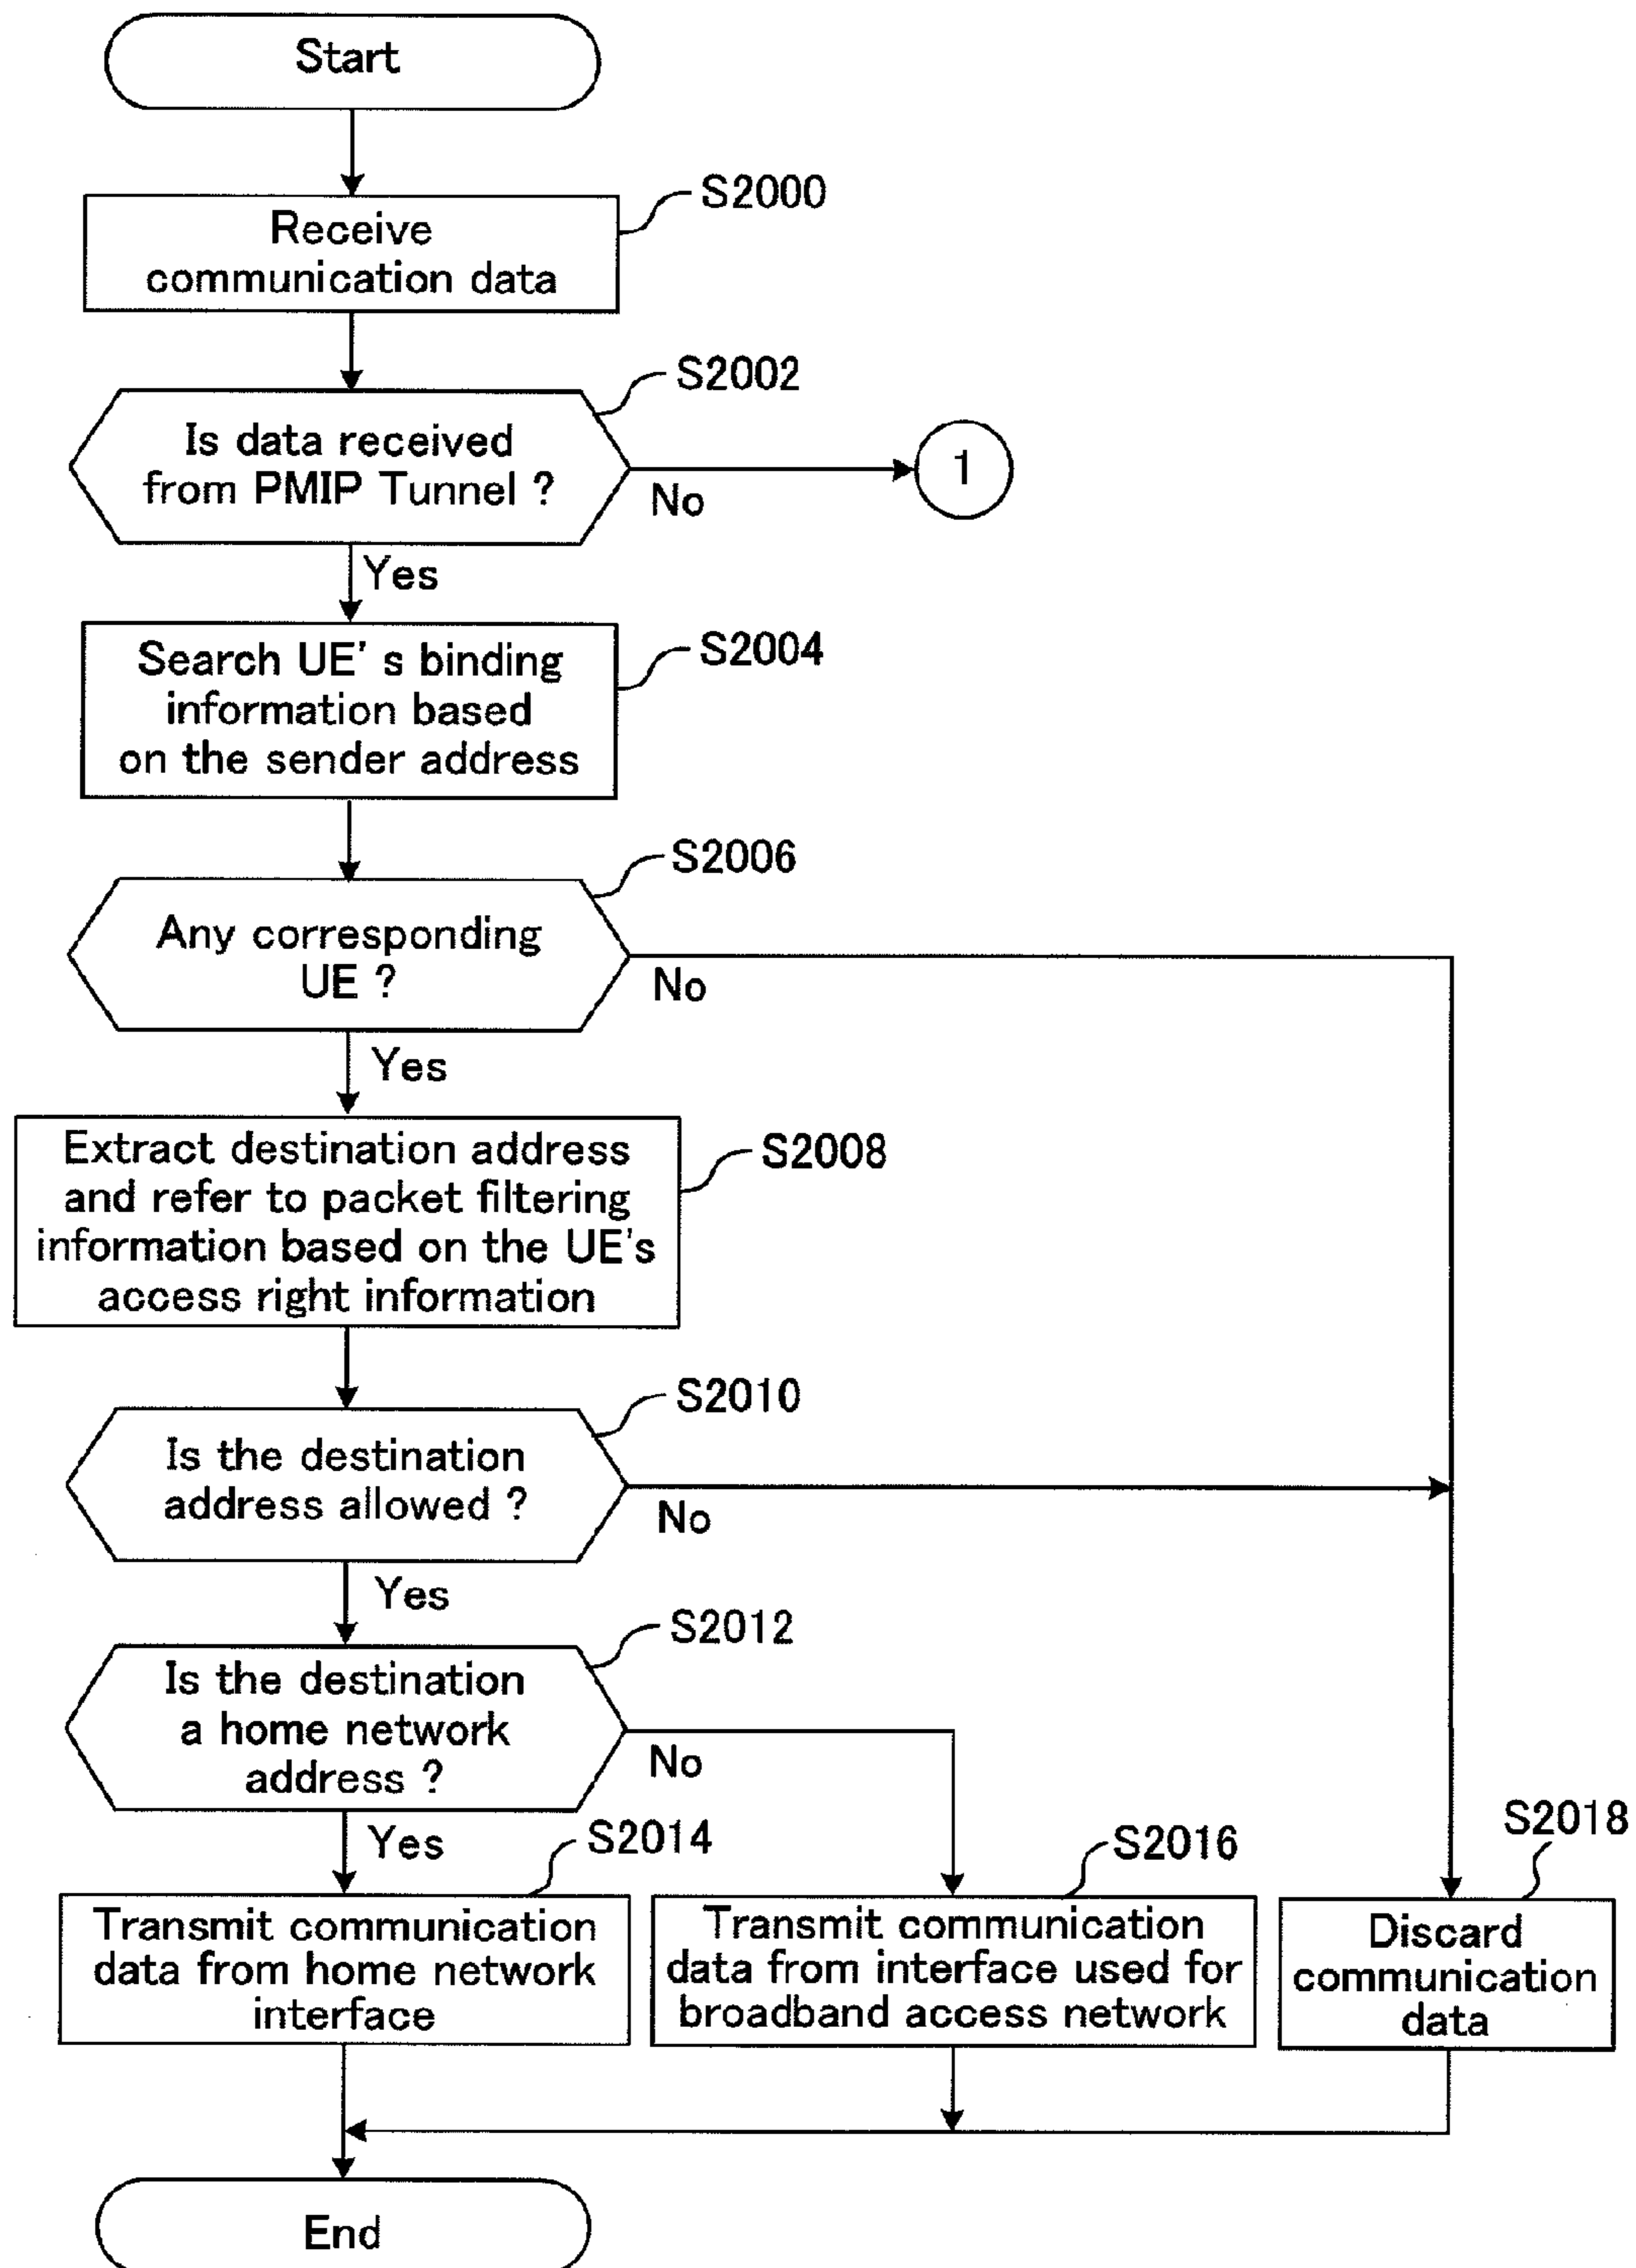 Start
S2000
Receive
communication data
S2002
Is data received
from PMIP Tunnel ?
No
1
Yes
Search UE' s binding
information based
on the sender address
S2004
S2006
Any corresponding
UE ?
No
Yes
Extract destination address
and refer to packet filtering
information based on the UE's
access right information
S2008
S2010
Is the destination
address allowed ?
No
Yes
S2012
Is the destination
a home network
address ?
No
Yes
S2014
S2016
S2018
Transmit communication
data from home network
interface
Transmit communication
data from interface used for
broadband access network
Discard
communication
data
End